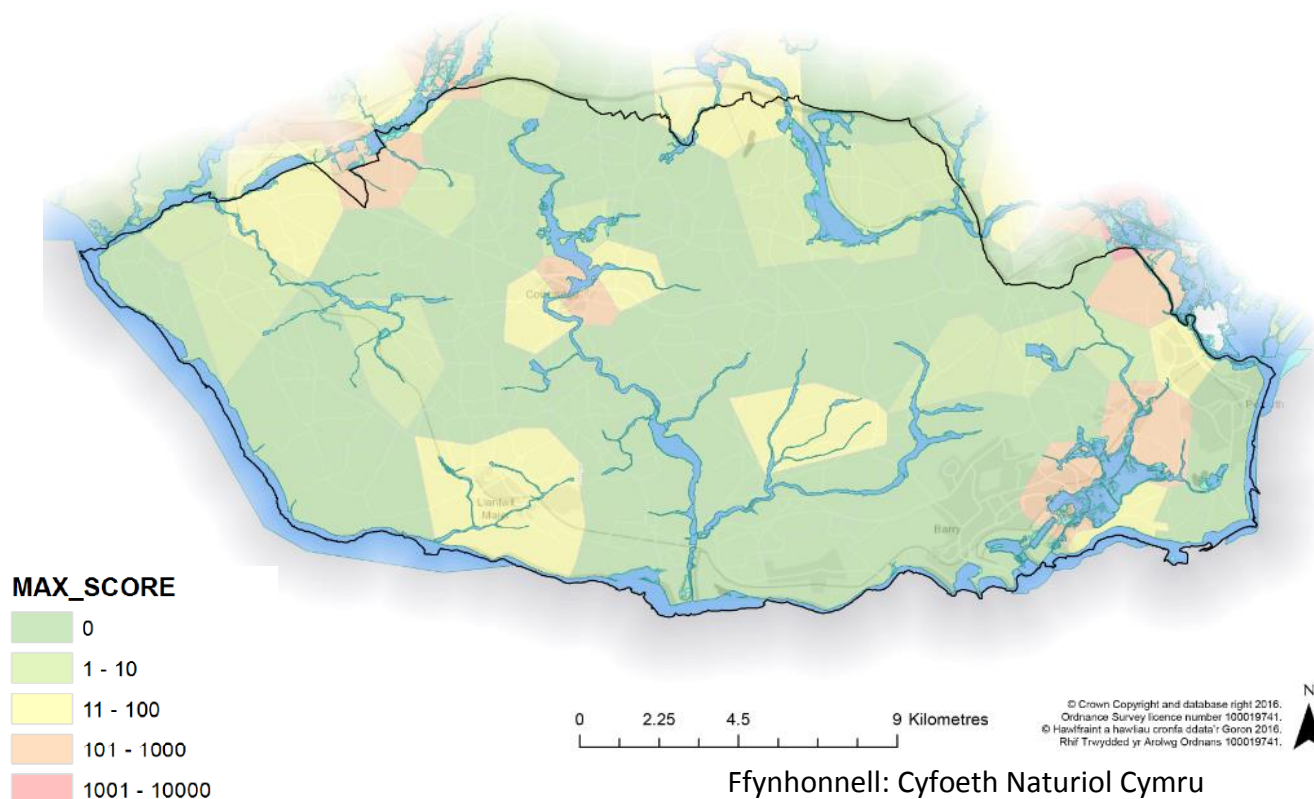 Barry
MAX_SCORE
0
1 - 10
11 - 100
101 - 1000
1001 - 10000
0 2.25 4.5 9 Kilometres
N
© Crown Copyright and database right 2016.
Ordnance Survey licence number 100019741.
© Hawlfraint a hawliau cronfa ddata'r Goron 2016.
Rhif Trwydded yr Arolwg Ordnans 100019741.
Ffynhonnell: Cyfoeth Naturiol Cymru